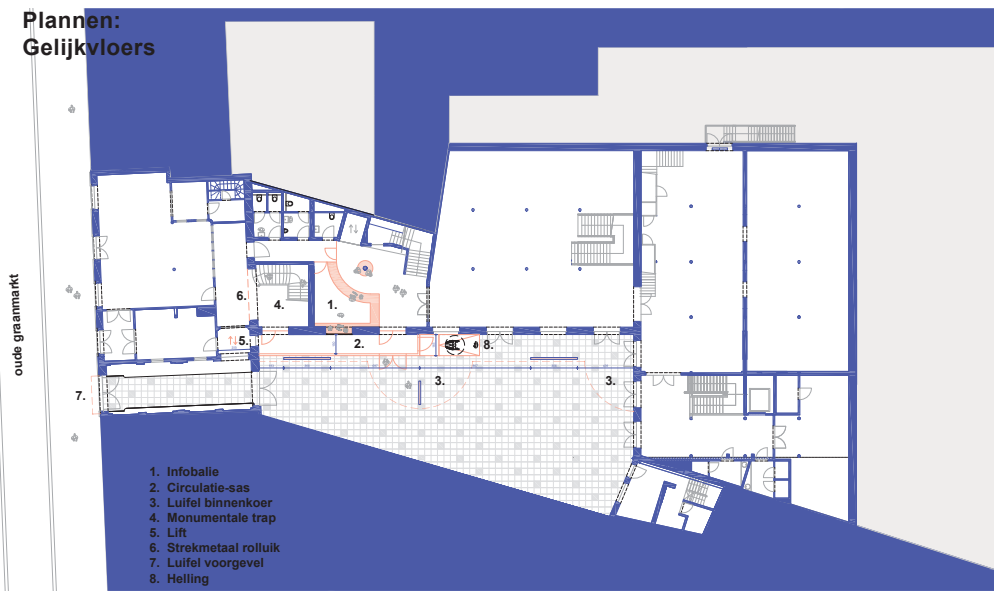 Plannen:
Gelijkvloers
oude graanmarkt
6.
4.
1.
5.
2.
8.
3.
3.
7.
1. Infobalie
2. Circulatie-sas
3. Luifel binnenkoer
4. Monumentale trap
5. Lift
6. Strekmetaal rolluik
7. Luifel voorgevel
8. Helling